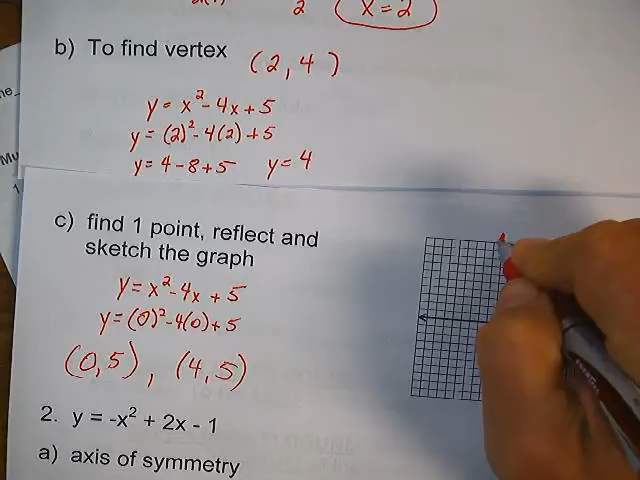 2
x = 2
b) To find vertex (2, 4)
y = x² - 4x + 5
y = (2)² - 4(2) + 5
y = 4 - 8 + 5 y = 4
c) find 1 point, reflect and
sketch the graph
y = x² - 4x + 5
y = (0)² - 4(0) + 5
(0, 5), (4, 5)
2. y = -x² + 2x - 1
a) axis of symmetry